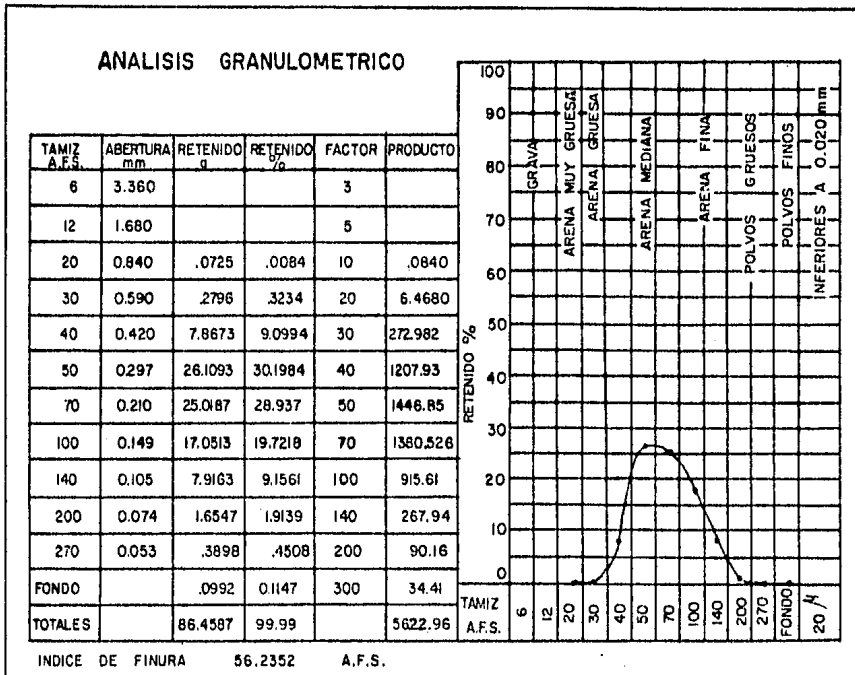 ANALISIS GRANULOMETRICO
TAMIZ A.F.S. ABERTURA mm RETENIDO g RETENIDO % FACTOR PRODUCTO
6 3.360 3
12 1.680 5
20 0.840 .0725 .0084 10 .0840
30 0.590 .2796 .3234 20 6.4680
40 0.420 7.8673 9.0994 30 272.982
50 0.297 26.1093 30.1984 40 1207.93
70 0.210 25.0187 28.937 50 1446.85
100 0.149 17.0513 19.7218 70 1380.526
140 0.105 7.9163 9.1561 100 915.61
200 0.074 1.6547 1.9139 140 267.94
270 0.053 .3898 .4508 200 90.16
FONDO .0992 0.1147 300 34.41
TOTALES 86.4587 99.99 5622.96
INDICE DE FINURA 56.2352 A.F.S.
RETENIDO %
100
90
80
70
60
50
40
30
20
10
0
GRAVA
ARENA MUY GRUESA
ARENA GRUESA
ARENA MEDIANA
ARENA FINA
POLVOS GRUESOS
POLVOS FINOS
INFERIORES A 0.020 mm
TAMIZ A.F.S. 6 12 20 30 40 50 70 100 140 200 270 FONDO 20 μ